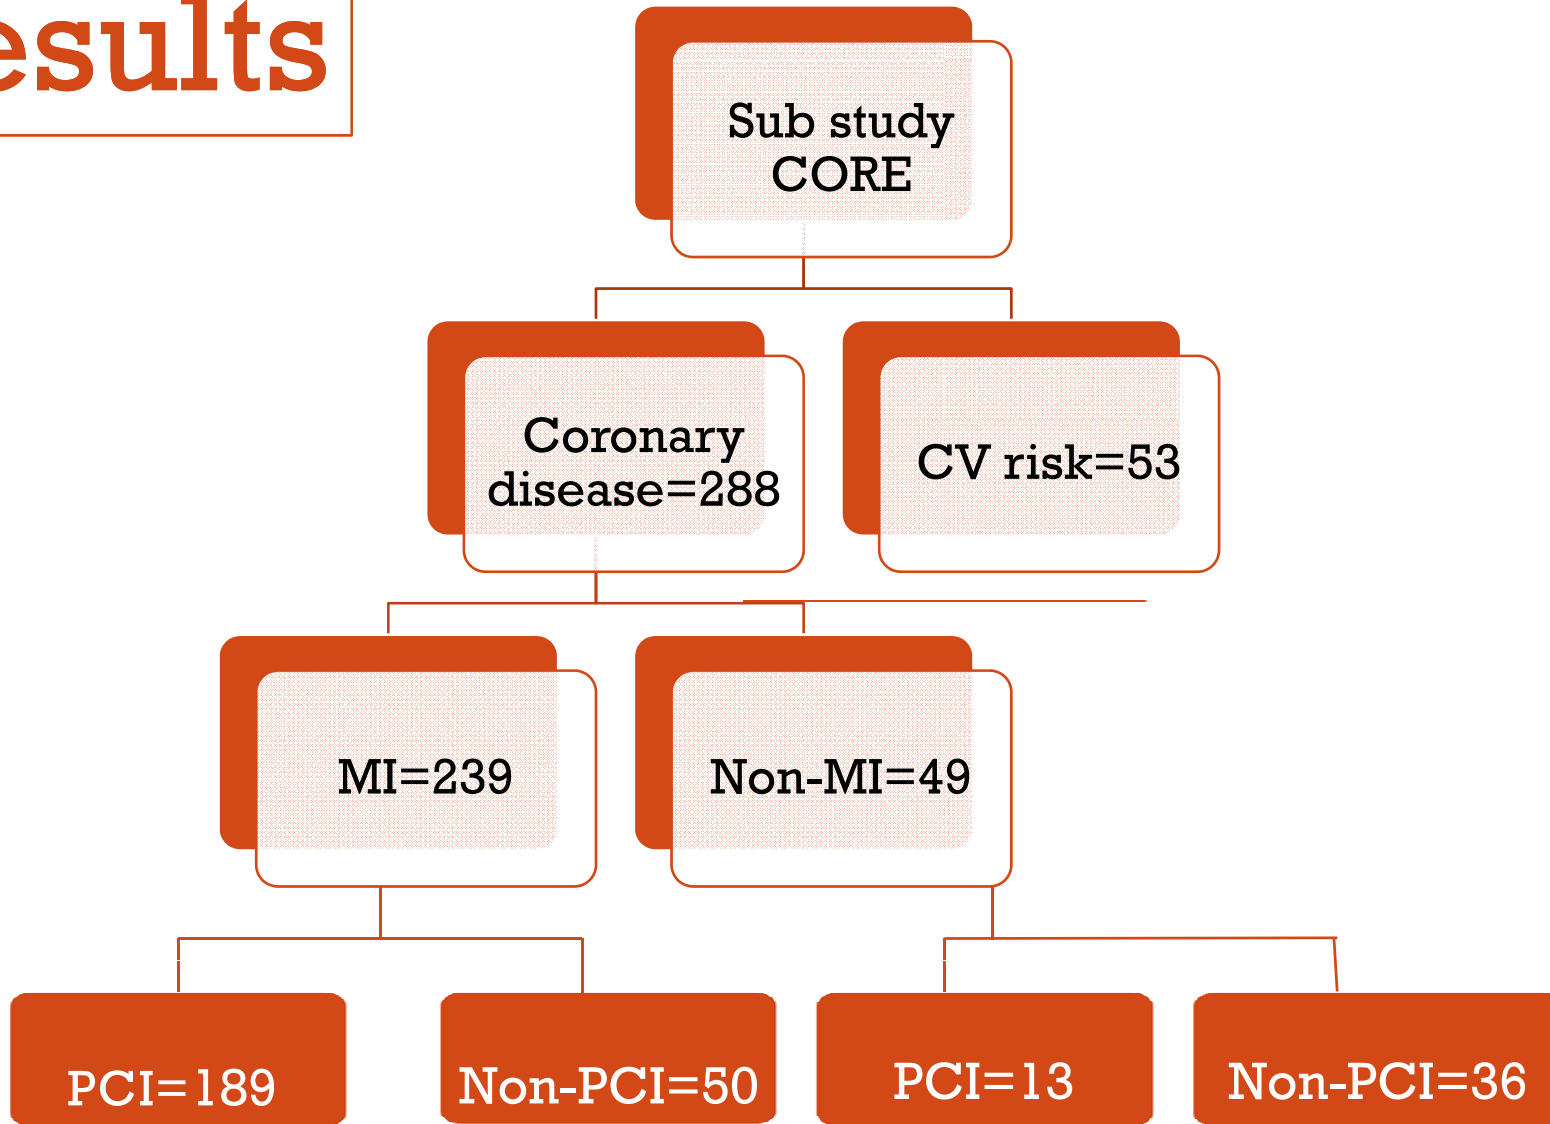 esults
Sub study
CORE
Coronary
disease=288
CV risk=53
MI=239
Non-MI=49
PCI=189
Non-PCI=50
PCI=13
Non-PCI=36